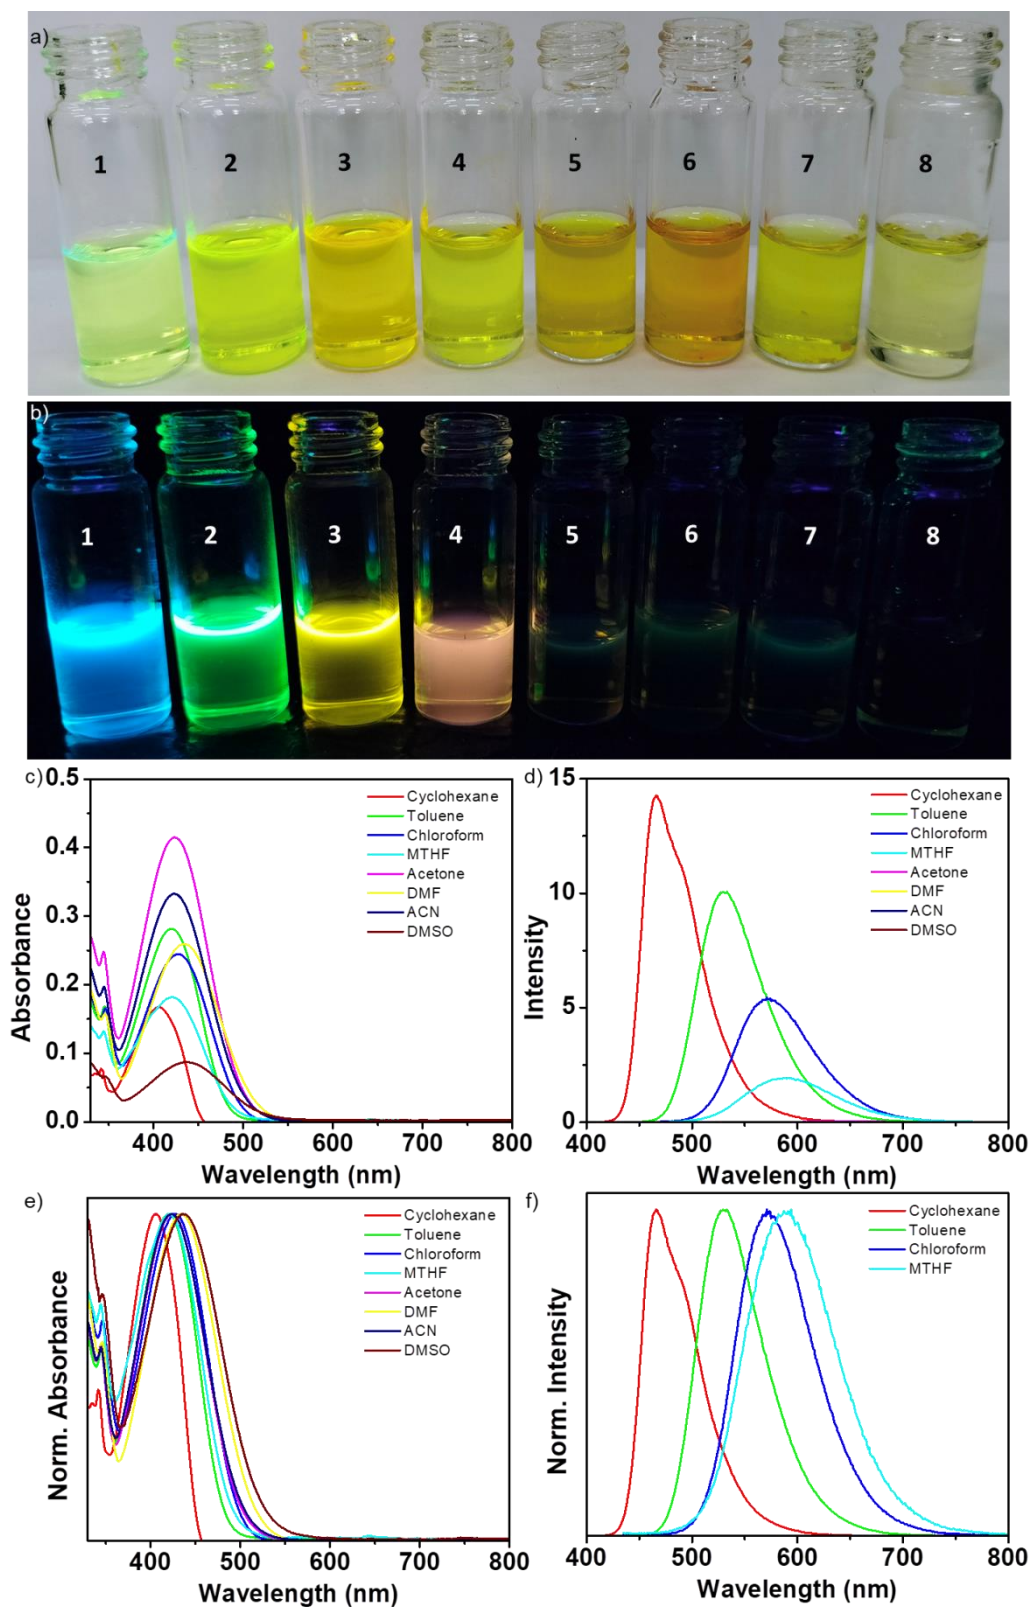 a)
1 2 3 4 5 6 7 8
b)
1 2 3 4 5 6 7 8
c)
0.5
0.4
0.3
0.2
0.1
0.0
Absorbance
Cyclohexane
Toluene
Chloroform
MTHF
Acetone
DMF
ACN
DMSO
400 500 600 700 800
Wavelength (nm)
d)
15
10
5
0
Intensity
Cyclohexane
Toluene
Chloroform
MTHF
Acetone
DMF
ACN
DMSO
400 500 600 700 800
Wavelength (nm)
e)
Norm. Absorbance
Cyclohexane
Toluene
Chloroform
MTHF
Acetone
DMF
ACN
DMSO
400 500 600 700 800
Wavelength (nm)
f)
Norm. Intensity
Cyclohexane
Toluene
Chloroform
MTHF
400 500 600 700 800
Wavelength (nm)